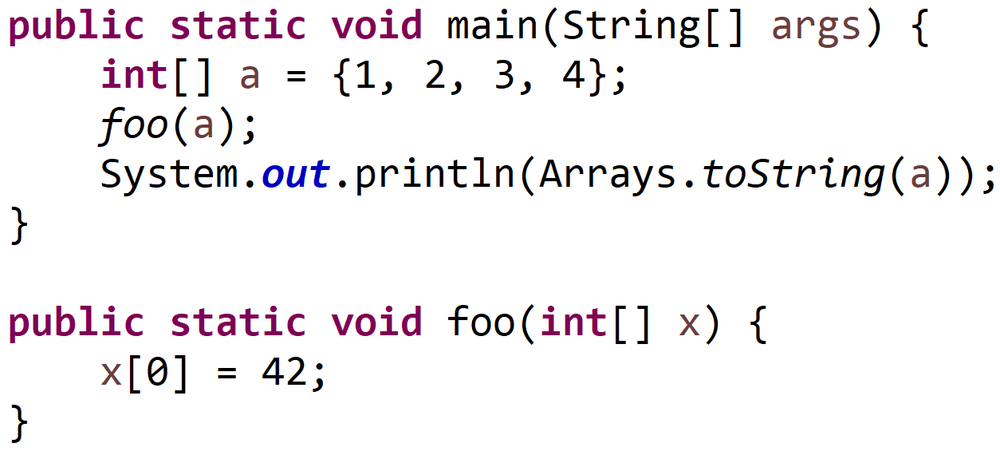 public static void main(String[] args) {
    int[] a = {1, 2, 3, 4};
    foo(a);
    System.out.println(Arrays.toString(a));
}

public static void foo(int[] x) {
    x[0] = 42;
}